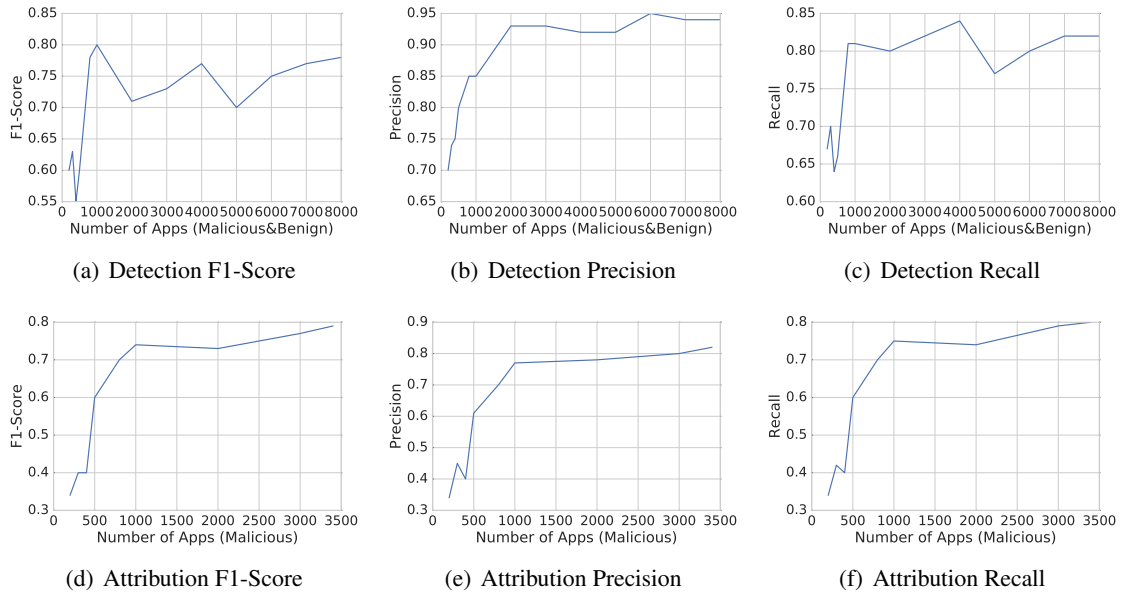 0.85
0.80
0.75
0.70
0.65
0.60
0.55
F1-Score
0 1000 2000 3000 4000 5000 6000 7000 8000
Number of Apps (Malicious&Benign)
(a) Detection F1-Score
0.95
0.90
0.85
0.80
0.75
0.70
0.65
Precision
0 1000 2000 3000 4000 5000 6000 7000 8000
Number of Apps (Malicious&Benign)
(b) Detection Precision
0.85
0.80
0.75
0.70
0.65
0.60
Recall
0 1000 2000 3000 4000 5000 6000 7000 8000
Number of Apps (Malicious&Benign)
(c) Detection Recall
0.8
0.7
0.6
0.5
0.4
0.3
F1-Score
0 500 1000 1500 2000 2500 3000 3500
Number of Apps (Malicious)
(d) Attribution F1-Score
0.9
0.8
0.7
0.6
0.5
0.4
0.3
Precision
0 500 1000 1500 2000 2500 3000 3500
Number of Apps (Malicious)
(e) Attribution Precision
0.8
0.7
0.6
0.5
0.4
0.3
Recall
0 500 1000 1500 2000 2500 3000 3500
Number of Apps (Malicious)
(f) Attribution Recall